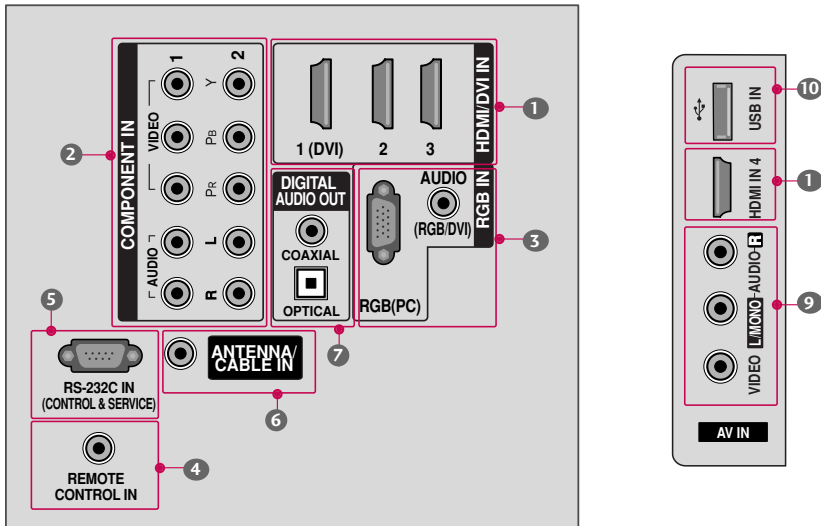 COMPONENT IN
1
2
VIDEO
Y
PB
PR
AUDIO
L
R
1 (DVI)
2
3
HDMI/DVI IN
1
2
DIGITAL
AUDIO OUT
COAXIAL
OPTICAL
AUDIO
(RGB/DVI)
RGB IN
RGB(PC)
3
5
7
RS-232C IN
(CONTROL & SERVICE)
ANTENNA/
CABLE IN
6
REMOTE
CONTROL IN
4
USB IN
10
HDMI IN 4
1
VIDEO L/MONO AUDIO R
9
AV IN